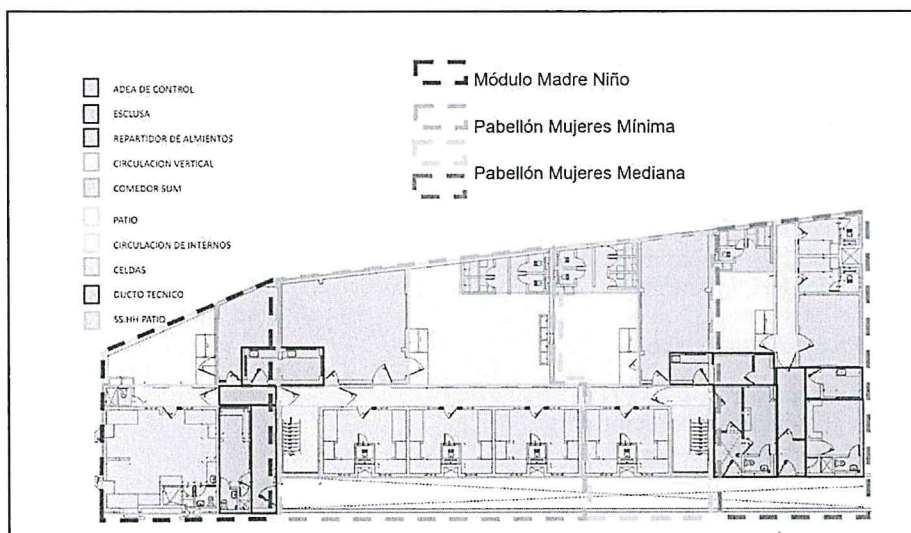 ADEA DE CONTROL
ESCLUSA
REPARTIDOR DE ALMIENTOS
CIRCULACION VERTICAL
COMEDOR SUM
PATIO
CIRCULACION DE INTERNOS
CELDAS
DUCTO TECNICO
SS.HH PATIO
Módulo Madre Niño
Pabellón Mujeres Mínima
Pabellón Mujeres Mediana